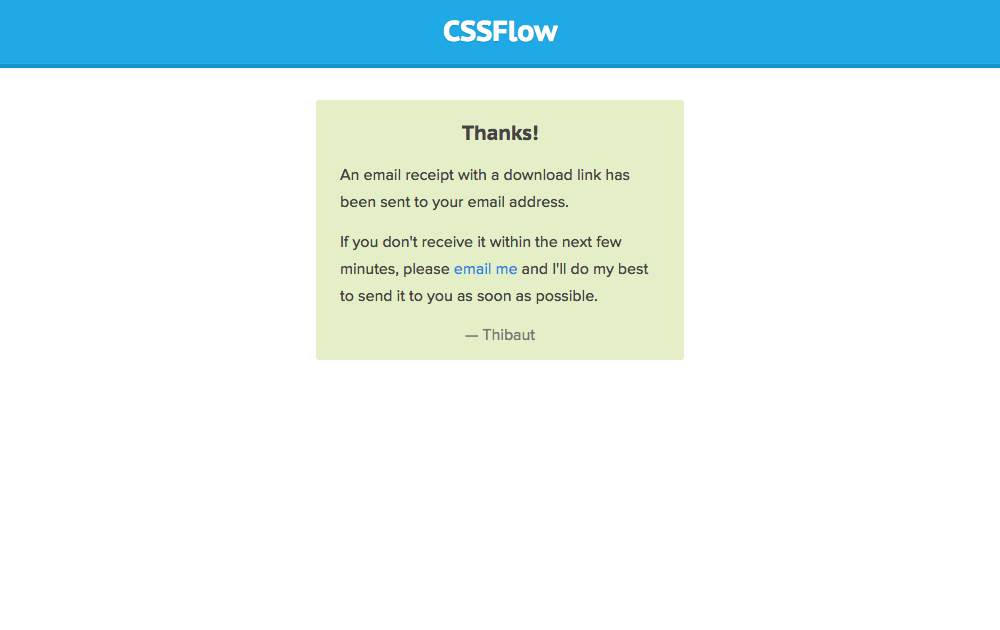 CSSFlow
Thanks!
An email receipt with a download link has
been sent to your email address.
If you don't receive it within the next few
minutes, please email me and I'll do my best
to send it to you as soon as possible.
— Thibaut